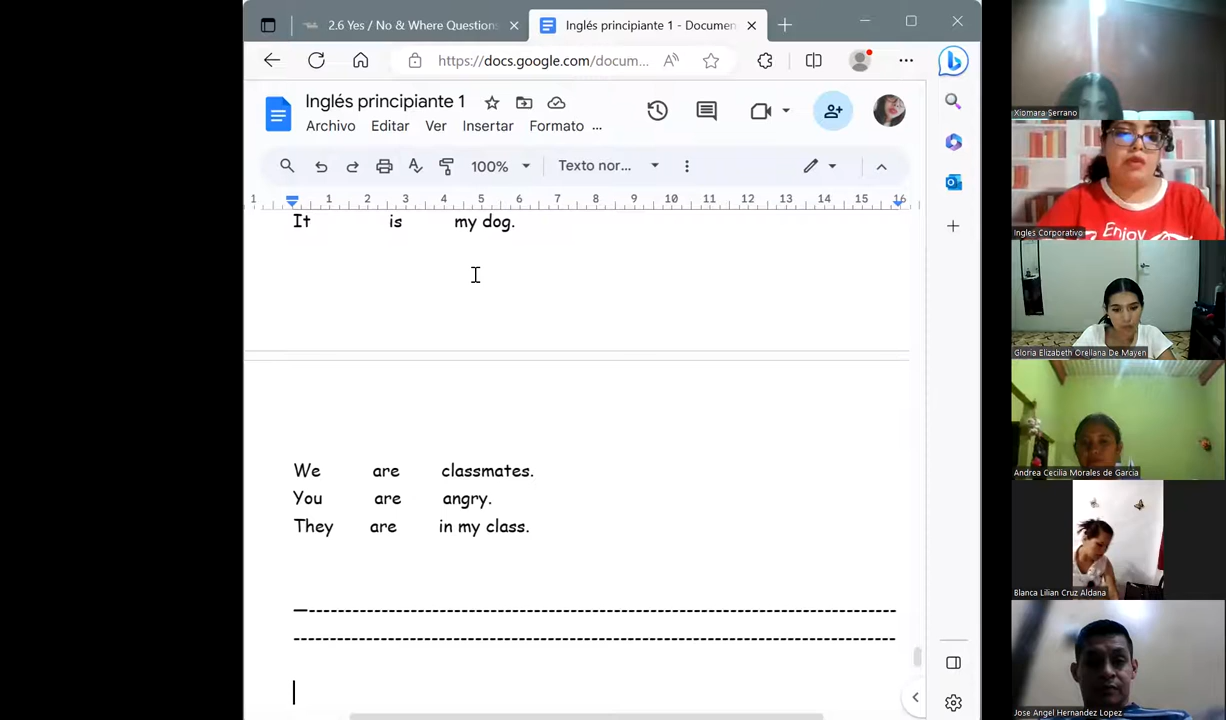 2.6 Yes / No & Where Questions
Inglés principiante 1 - Documen
https://docs.google.com/docum...
Inglés principiante 1
Archivo Editar Ver Insertar Formato ...
100% Texto nor...
1 1 2 3 4 5 6 7 8 9 10 11 12 13 14 15 16
It is my dog.
We are classmates.
You are angry.
They are in my class.
—--------------------------------------------------------------------------------
----------------------------------------------------------------------------------
Xiomara Serrano
Enjoy
Ingles Corporativo
Gloria Elizabeth Orellana De Mayen
Andrea Cecilia Morales de Garcia
Blanca Lilian Cruz Aldana
Jose Angel Hernandez Lopez